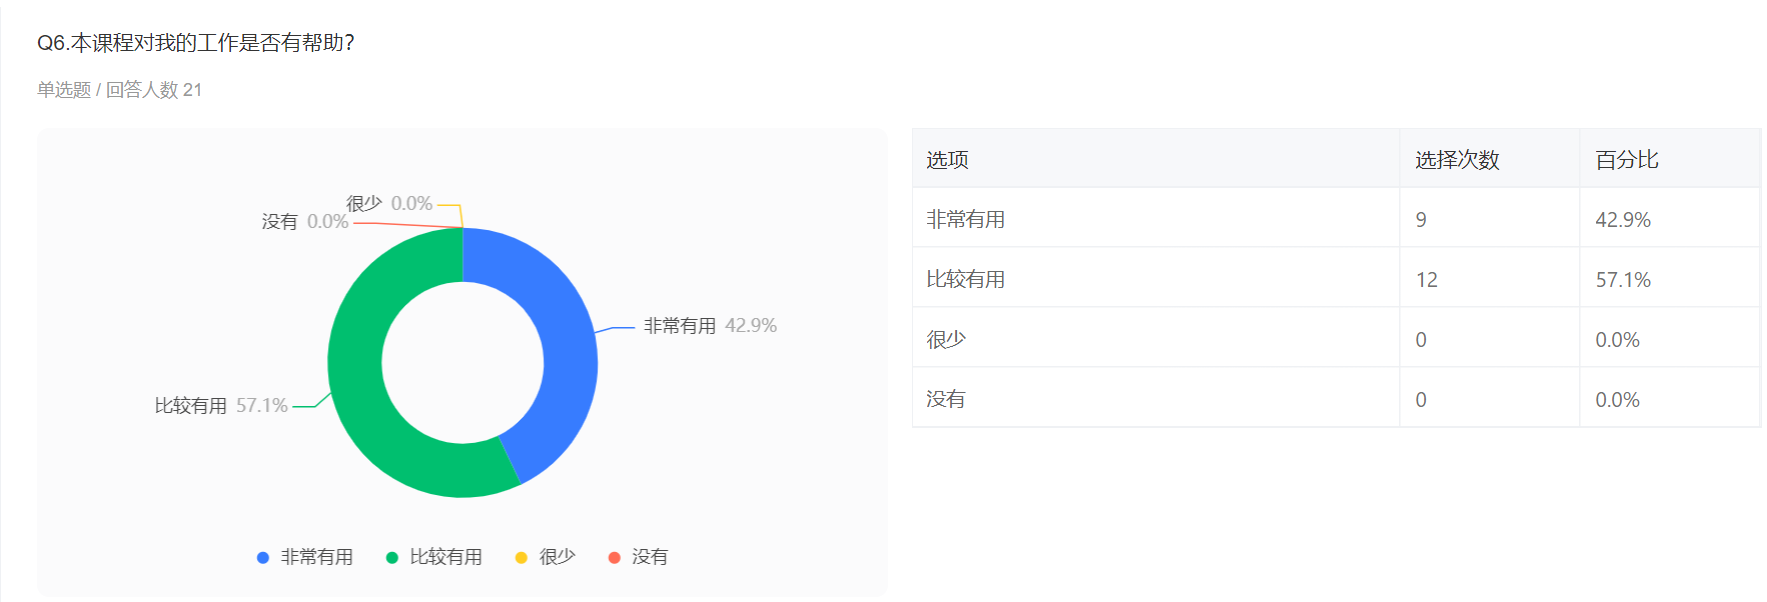 Q6.本课程对我的工作是否有帮助?
单选题 / 回答人数 21
很少 0.0%
没有 0.0%
非常有用 42.9%
比较有用 57.1%
非常有用 比较有用 很少 没有
选项 选择次数 百分比
非常有用 9 42.9%
比较有用 12 57.1%
很少 0 0.0%
没有 0 0.0%